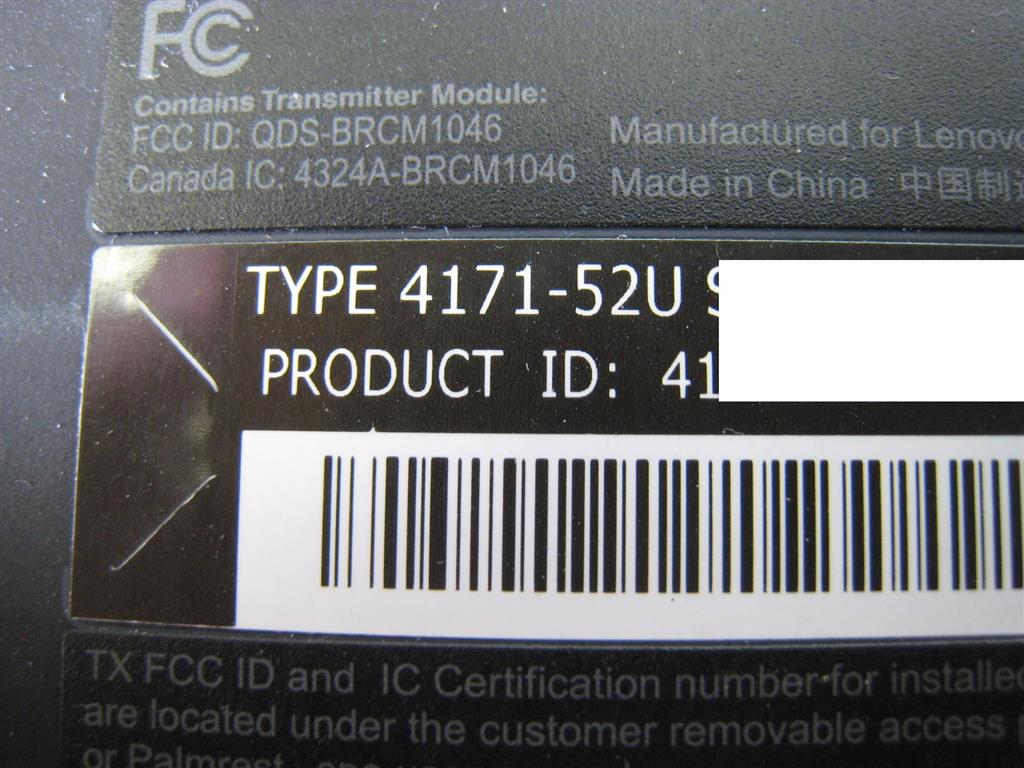 FC
Contains Transmitter Module:
FCC ID: QDS-BRCM1046
Canada IC: 4324A-BRCM1046
Manufactured for Lenovo
Made in China 中国制造
TYPE 4171-52U S
PRODUCT ID: 41
TX FCC ID and IC Certification number for installed
are located under the customer removable access
or Palmrest